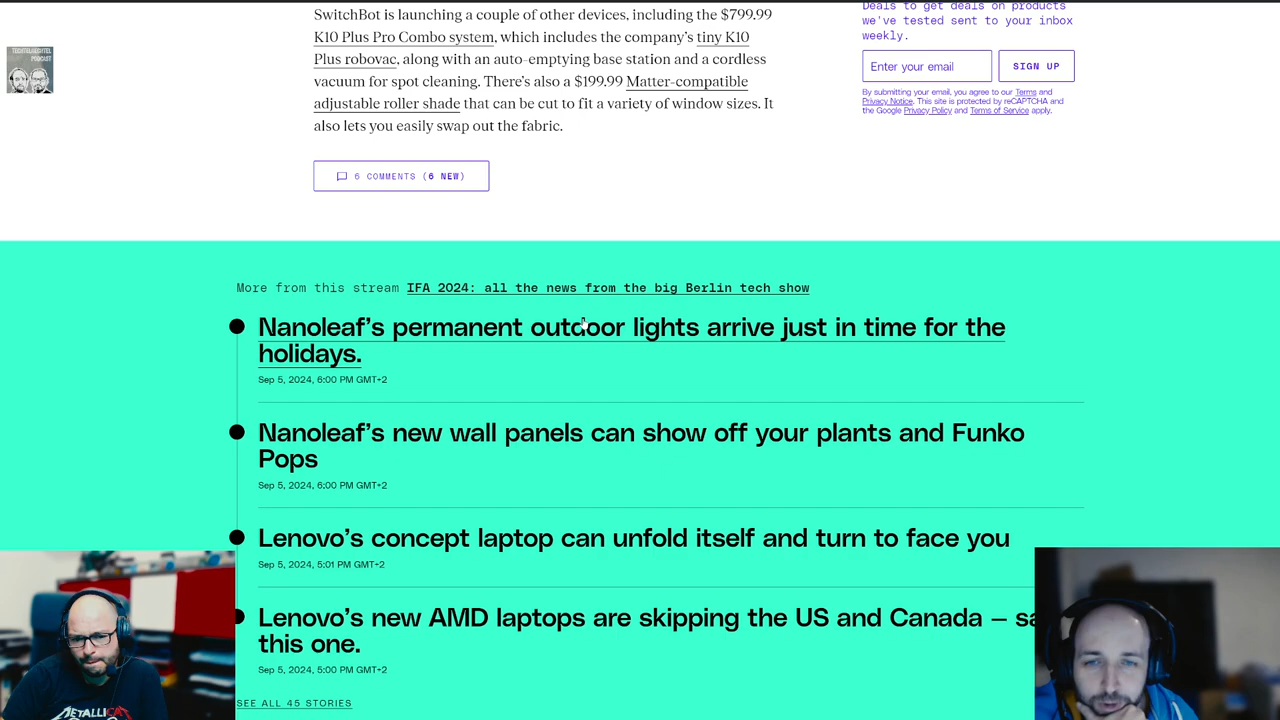 SwitchBot is launching a couple of other devices, including the $799.99
K10 Plus Pro Combo system, which includes the company’s tiny K10
Plus robovac, along with an auto-emptying base station and a cordless
vacuum for spot cleaning. There’s also a $199.99 Matter-compatible
adjustable roller shade that can be cut to fit a variety of window sizes. It
also lets you easily swap out the fabric.
6 COMMENTS (6 NEW)
Deals to get deals on products
we've tested sent to your inbox
weekly.
Enter your email
SIGN UP
By submitting your email, you agree to our Terms and
Privacy Notice. This site is protected by reCAPTCHA and
the Google Privacy Policy and Terms of Service apply.
PODCAST
More from this stream IFA 2024: all the news from the big Berlin tech show
Nanoleaf’s permanent outdoor lights arrive just in time for the
holidays.
Sep 5, 2024, 6:00 PM GMT+2
Nanoleaf’s new wall panels can show off your plants and Funko
Pops
Sep 5, 2024, 6:00 PM GMT+2
Lenovo’s concept laptop can unfold itself and turn to face you
Sep 5, 2024, 5:01 PM GMT+2
Lenovo’s new AMD laptops are skipping the US and Canada — sa
this one.
Sep 5, 2024, 5:00 PM GMT+2
SEE ALL 45 STORIES
METALLICA